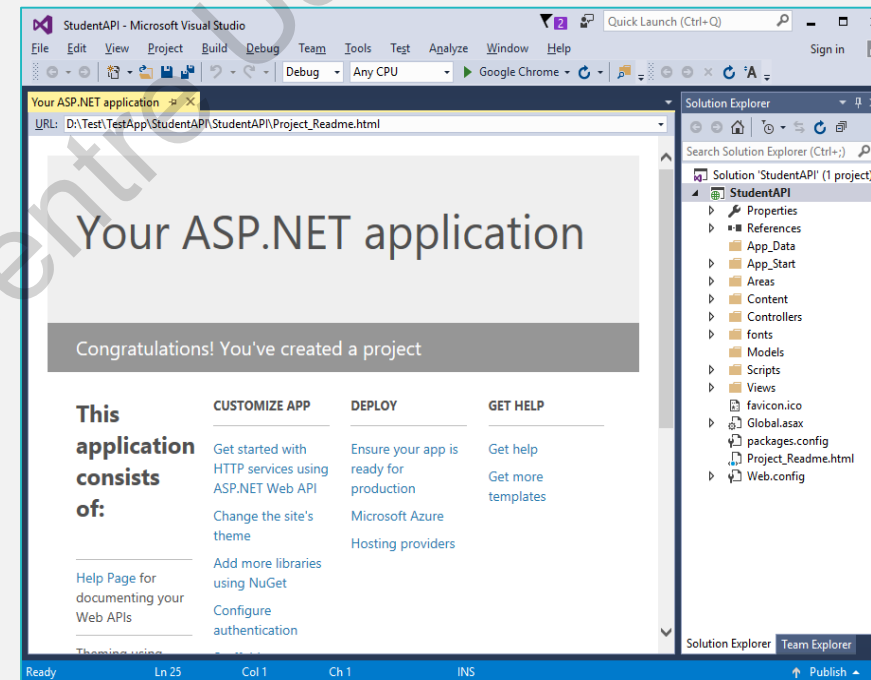 StudentAPI - Microsoft Visual Studio
2
Quick Launch (Ctrl+Q)
File Edit View Project Build Debug Team Tools Test Analyze Window Help
Sign in
Debug Any CPU Google Chrome
Your ASP.NET application
URL: D:\Test\TestApp\StudentAPI\StudentAPI\Project_Readme.html
Your ASP.NET application
Congratulations! You've created a project
This
application
consists
of:
Help Page for
documenting your
Web APIs
Theming using
CUSTOMIZE APP
Get started with
HTTP services using
ASP.NET Web API
Change the site's
theme
Add more libraries
using NuGet
Configure
authentication
DEPLOY
Ensure your app is
ready for
production
Microsoft Azure
Hosting providers
GET HELP
Get help
Get more
templates
Solution Explorer
Search Solution Explorer (Ctrl+;)
Solution 'StudentAPI' (1 project)
StudentAPI
Properties
References
App_Data
App_Start
Areas
Content
Controllers
fonts
Models
Scripts
Views
favicon.ico
Global.asax
packages.config
Project_Readme.html
Web.config
Solution Explorer Team Explorer
Ready Ln 25 Col 1 Ch 1 INS Publish
entre